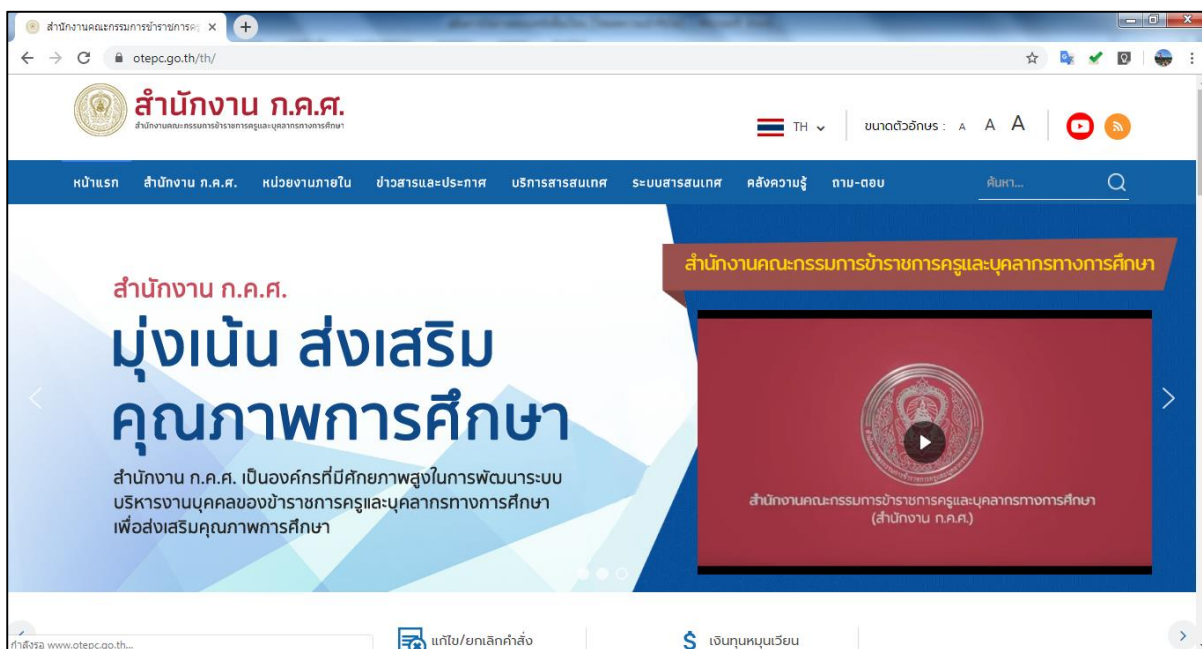 สำนักงานคณะกรรมการข้าราชการครู
otepc.go.th/th/
สำนักงาน ก.ค.ศ.
สำนักงานคณะกรรมการข้าราชการครูและบุคลากรทางการศึกษา
TH
ขนาดตัวอักษร : A A A
หน้าแรก สำนักงาน ก.ค.ศ. หน่วยงานภายใน ข่าวสารและประกาศ บริการสารสนเทศ ระบบสารสนเทศ คลังความรู้ ถาม-ตอบ ค้นหา...
สำนักงานคณะกรรมการข้าราชการครูและบุคลากรทางการศึกษา
สำนักงาน ก.ค.ศ.
มุ่งเน้น ส่งเสริม
คุณภาพการศึกษา
สำนักงาน ก.ค.ศ. เป็นองค์กรที่มีศักยภาพสูงในการพัฒนาระบบ
บริหารงานบุคคลของข้าราชการครูและบุคลากรทางการศึกษา
เพื่อส่งเสริมคุณภาพการศึกษา
สำนักงานคณะกรรมการข้าราชการครูและบุคลากรทางการศึกษา
(สำนักงาน ก.ค.ศ.)
แก้ไข/ยกเลิกคำสั่ง
เงินทุนหมุนเวียน
กำลังรอ www.otepc.go.th...